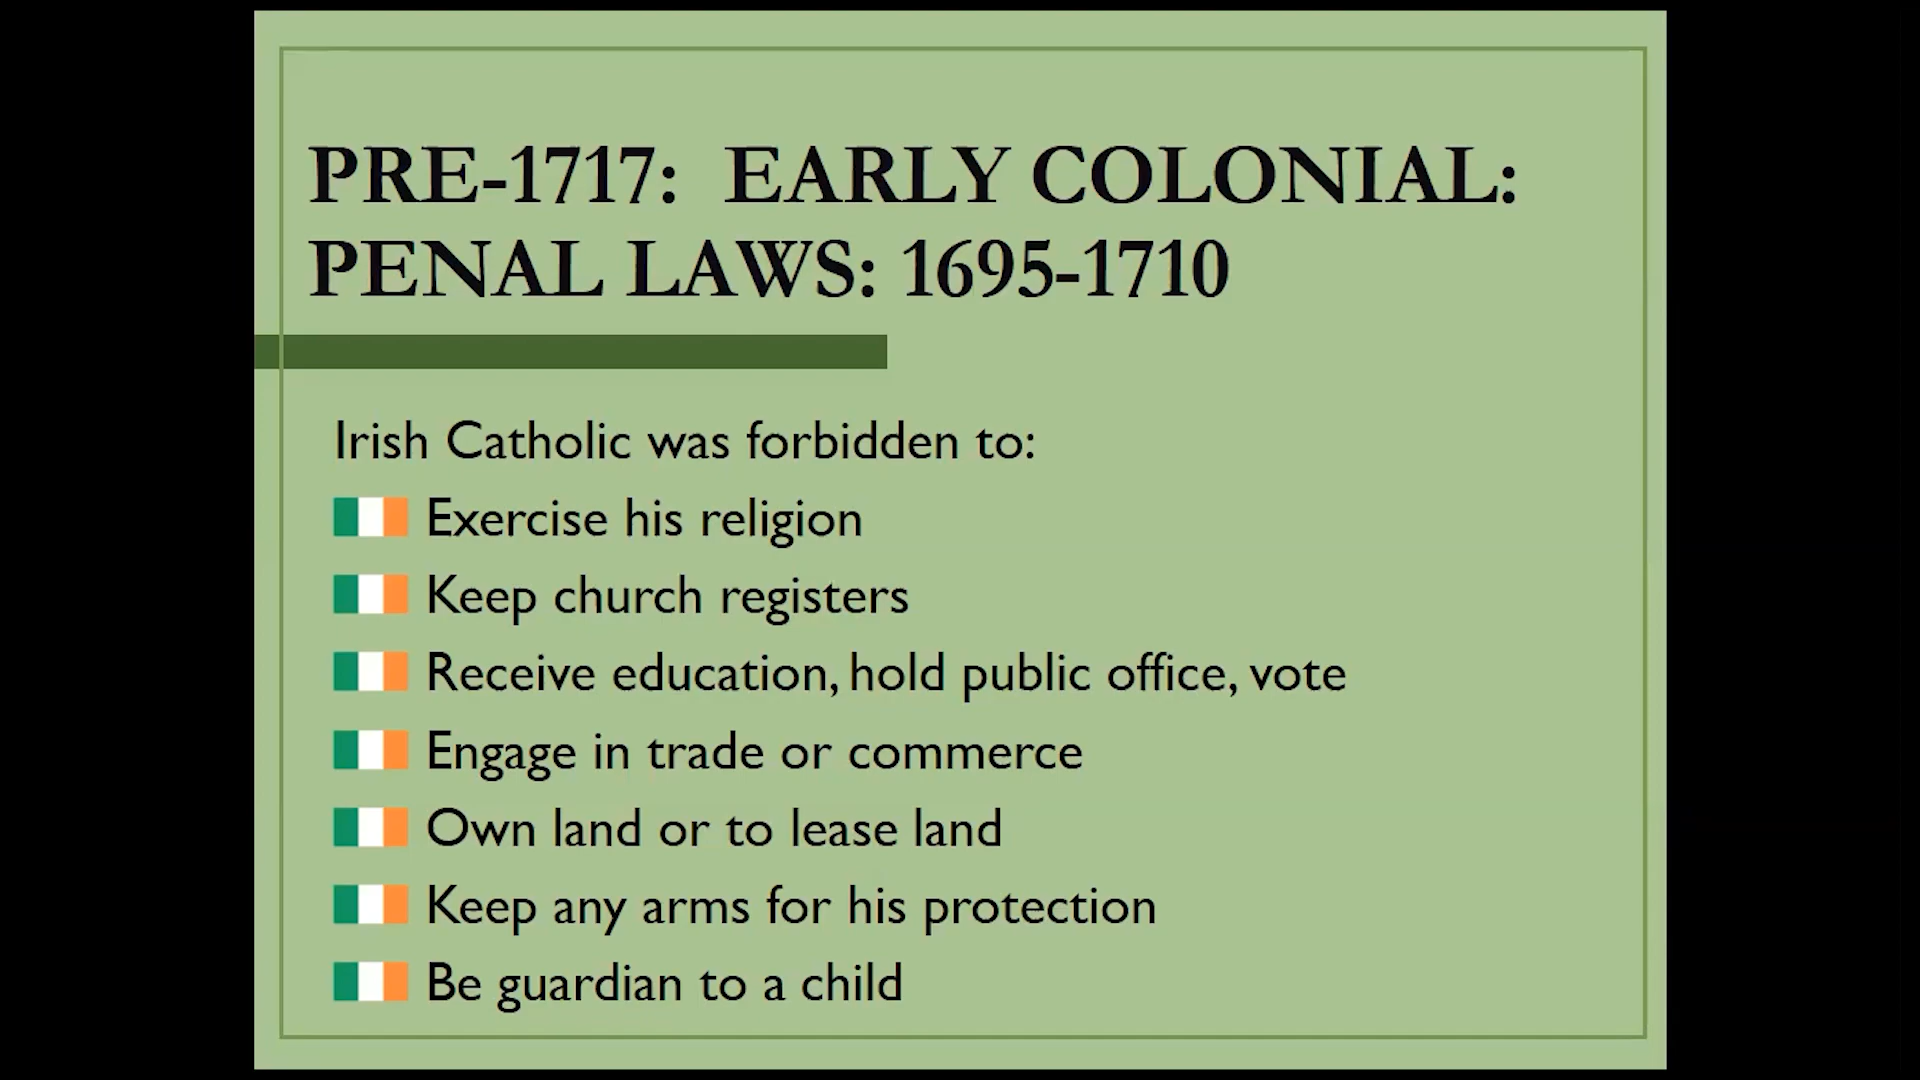 PRE-1717: EARLY COLONIAL:
PENAL LAWS: 1695-1710
Irish Catholic was forbidden to:
Exercise his religion
Keep church registers
Receive education, hold public office, vote
Engage in trade or commerce
Own land or to lease land
Keep any arms for his protection
Be guardian to a child